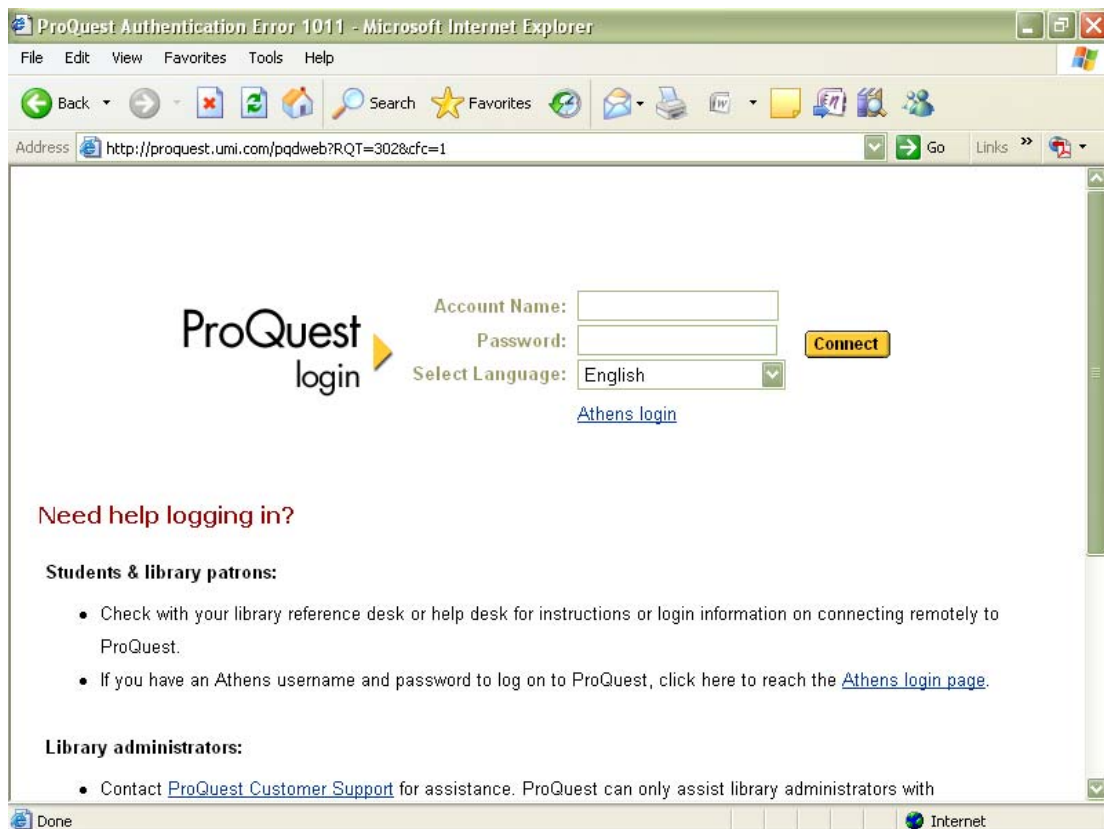 ProQuest Authentication Error 1011 - Microsoft Internet Explorer
File Edit View Favorites Tools Help
Back Search Favorites
Address http://proquest.umi.com/pqdweb?RQT=302&cfc=1 Go Links »
Account Name:
ProQuest
Password:
Connect
login
Select Language: English
Athens login
Need help logging in?
Students & library patrons:
• Check with your library reference desk or help desk for instructions or login information on connecting remotely to
ProQuest.
• If you have an Athens username and password to log on to ProQuest, click here to reach the Athens login page.
Library administrators:
• Contact ProQuest Customer Support for assistance. ProQuest can only assist library administrators with
Done Internet